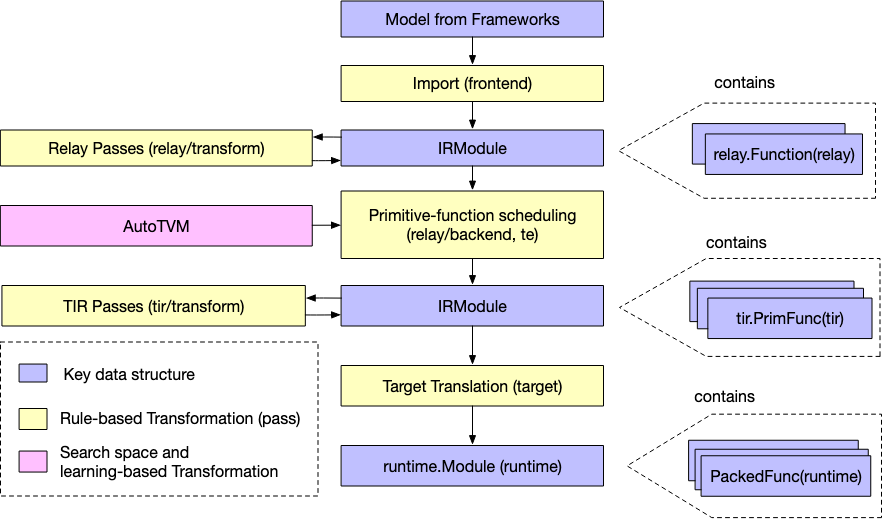 Model from Frameworks
Import (frontend)
contains
Relay Passes (relay/transform)
IRModule
relay.Function(relay)
AutoTVM
Primitive-function scheduling
(relay/backend, te)
contains
TIR Passes (tir/transform)
IRModule
tir.PrimFunc(tir)
Key data structure
Target Translation (target)
contains
Rule-based Transformation (pass)
Search space and
learning-based Transformation
runtime.Module (runtime)
PackedFunc(runtime)